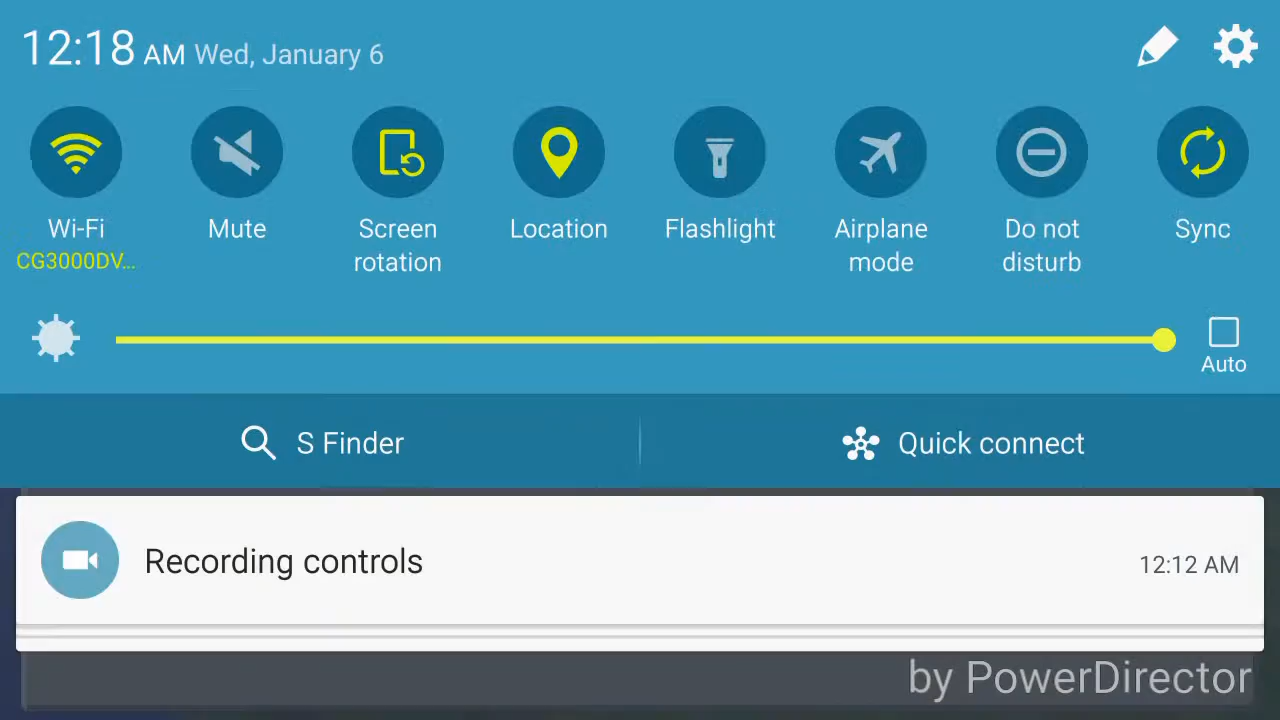 12:18 AM Wed, January 6
Wi-Fi
CG3000DV...
Mute
Screen
rotation
Location
Flashlight
Airplane
mode
Do not
disturb
Sync
Auto
S Finder
Quick connect
Recording controls
12:12 AM
by PowerDirector